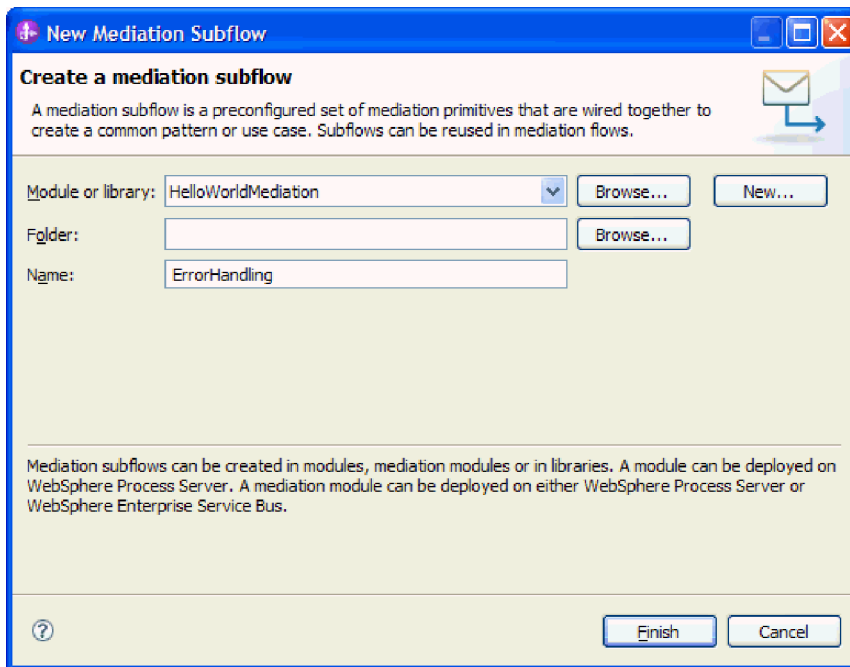 New Mediation Subflow
Create a mediation subflow
A mediation subflow is a preconfigured set of mediation primitives that are wired together to
create a common pattern or use case. Subflows can be reused in mediation flows.
Module or library: HelloWorldMediation Browse... New...
Folder: Browse...
Name: ErrorHandling
Mediation subflows can be created in modules, mediation modules or in libraries. A module can be deployed on
WebSphere Process Server. A mediation module can be deployed on either WebSphere Process Server or
WebSphere Enterprise Service Bus.
? Finish Cancel